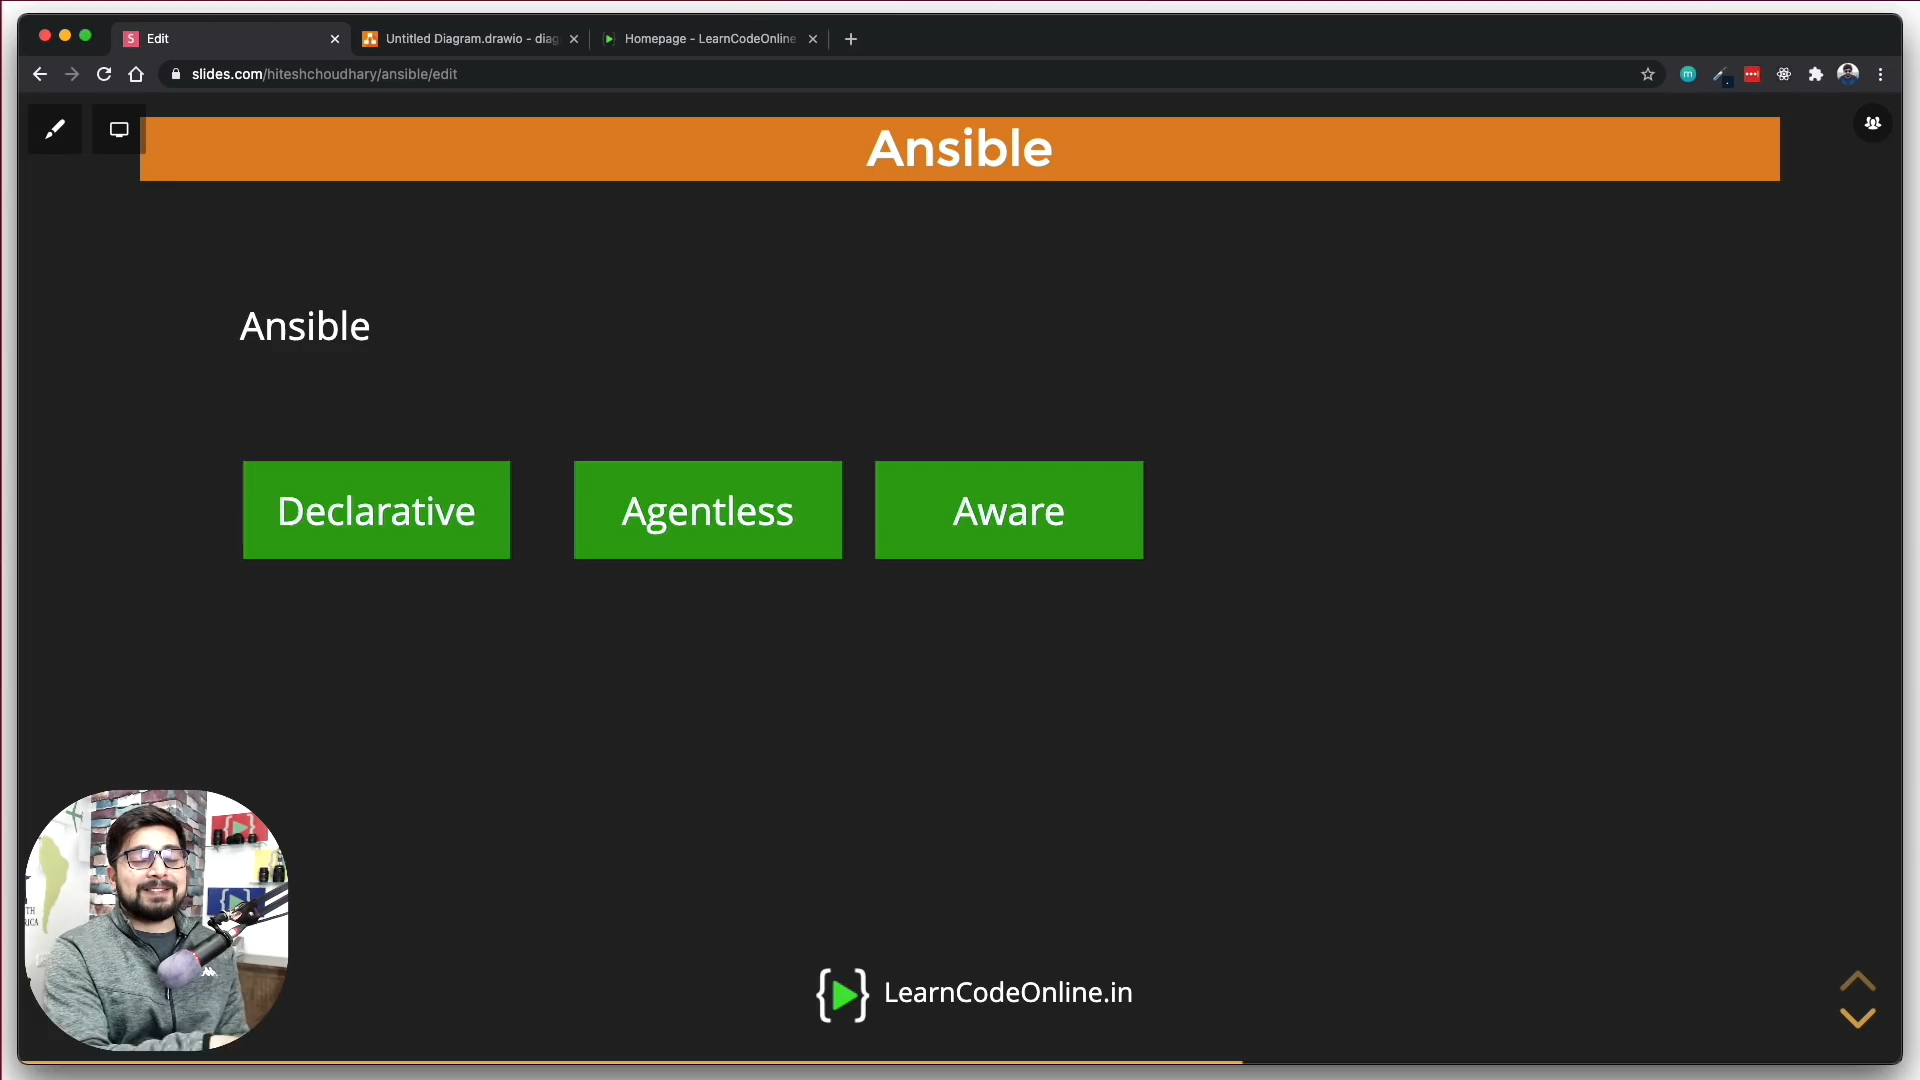 Edit
Untitled Diagram.drawio - diag
Homepage - LearnCodeOnline
slides.com/hiteshchoudhary/ansible/edit
Ansible
Ansible
Declarative
Agentless
Aware
LearnCodeOnline.in